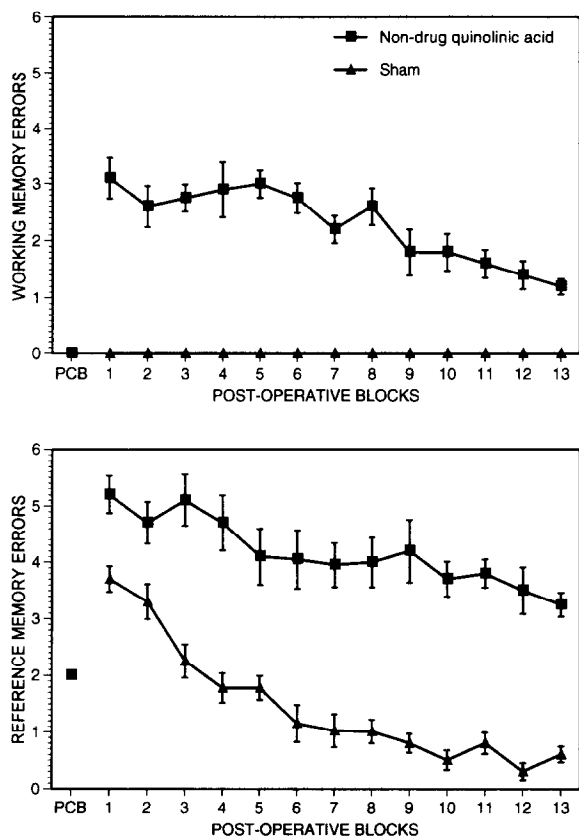 6
Non-drug quinolinic acid
Sham
5
4
3
2
1
0
WORKING MEMORY ERRORS
PCB 1 2 3 4 5 6 7 8 9 10 11 12 13
POST-OPERATIVE BLOCKS
6
5
4
3
2
1
0
REFERENCE MEMORY ERRORS
PCB 1 2 3 4 5 6 7 8 9 10 11 12 13
POST-OPERATIVE BLOCKS